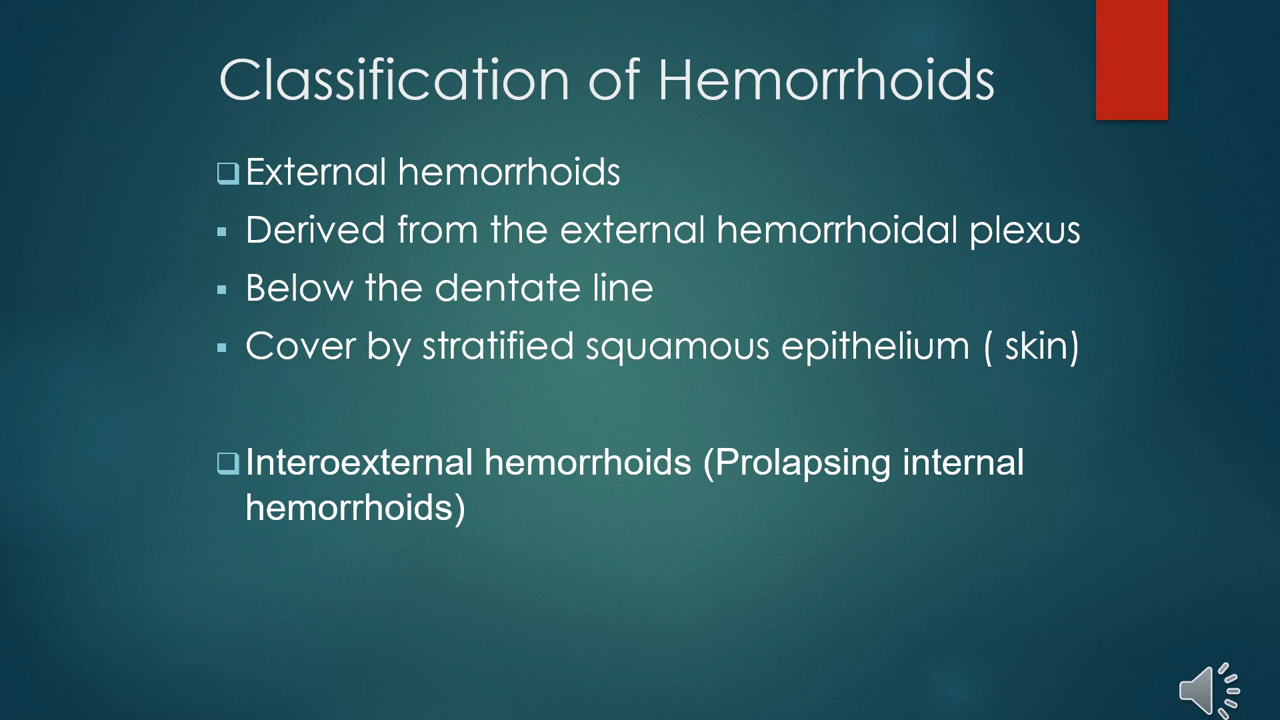 Classification of Hemorrhoids
External hemorrhoids
Derived from the external hemorrhoidal plexus
Below the dentate line
Cover by stratified squamous epithelium ( skin)
Interoexternal hemorrhoids (Prolapsing internal
hemorrhoids)